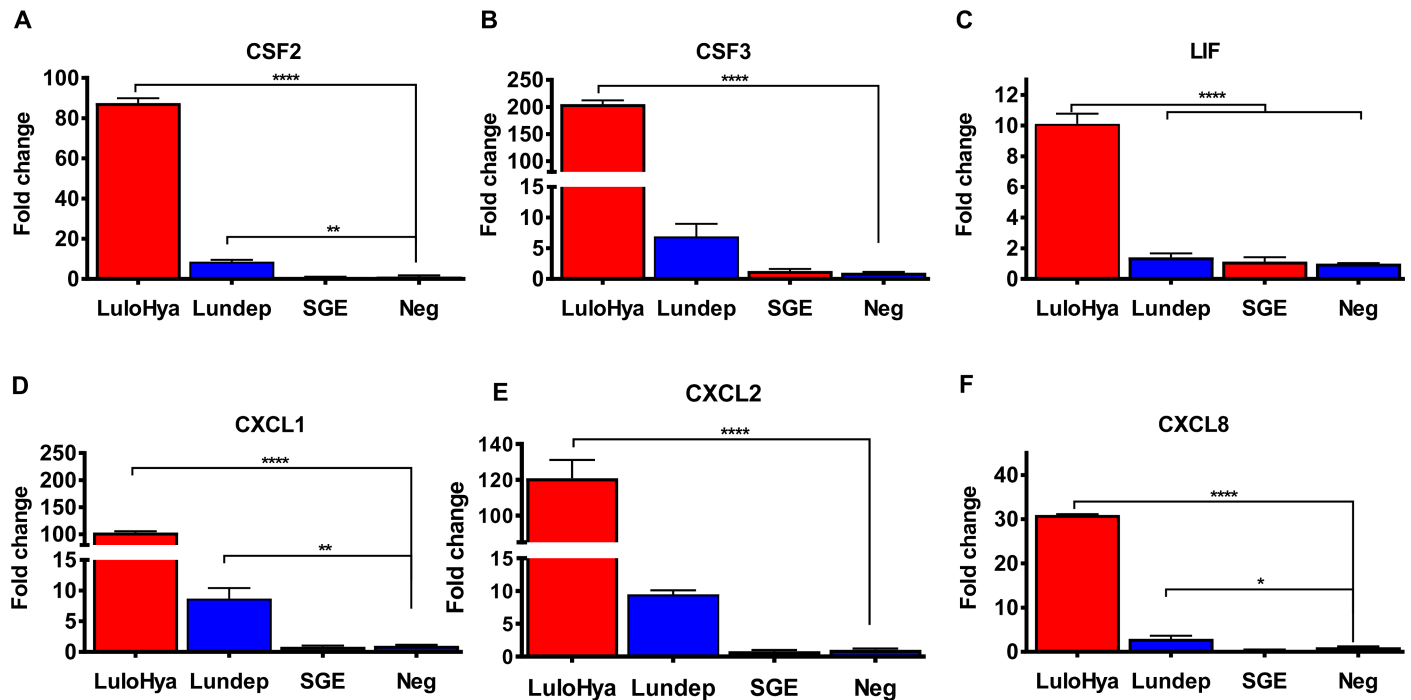 A
CSF2
Fold change
100
80
60
40
20
0
****
**
LuloHya Lundep SGE Neg
B
CSF3
Fold change
250
200
150
100
50
15
10
5
0
****
LuloHya Lundep SGE Neg
C
LIF
Fold change
12
10
8
6
4
2
0
****
LuloHya Lundep SGE Neg
D
CXCL1
Fold change
250
200
150
100
15
10
5
0
****
**
LuloHya Lundep SGE Neg
E
CXCL2
Fold change
140
120
100
15
10
5
0
****
LuloHya Lundep SGE Neg
F
CXCL8
Fold change
40
30
20
10
0
****
*
LuloHya Lundep SGE Neg